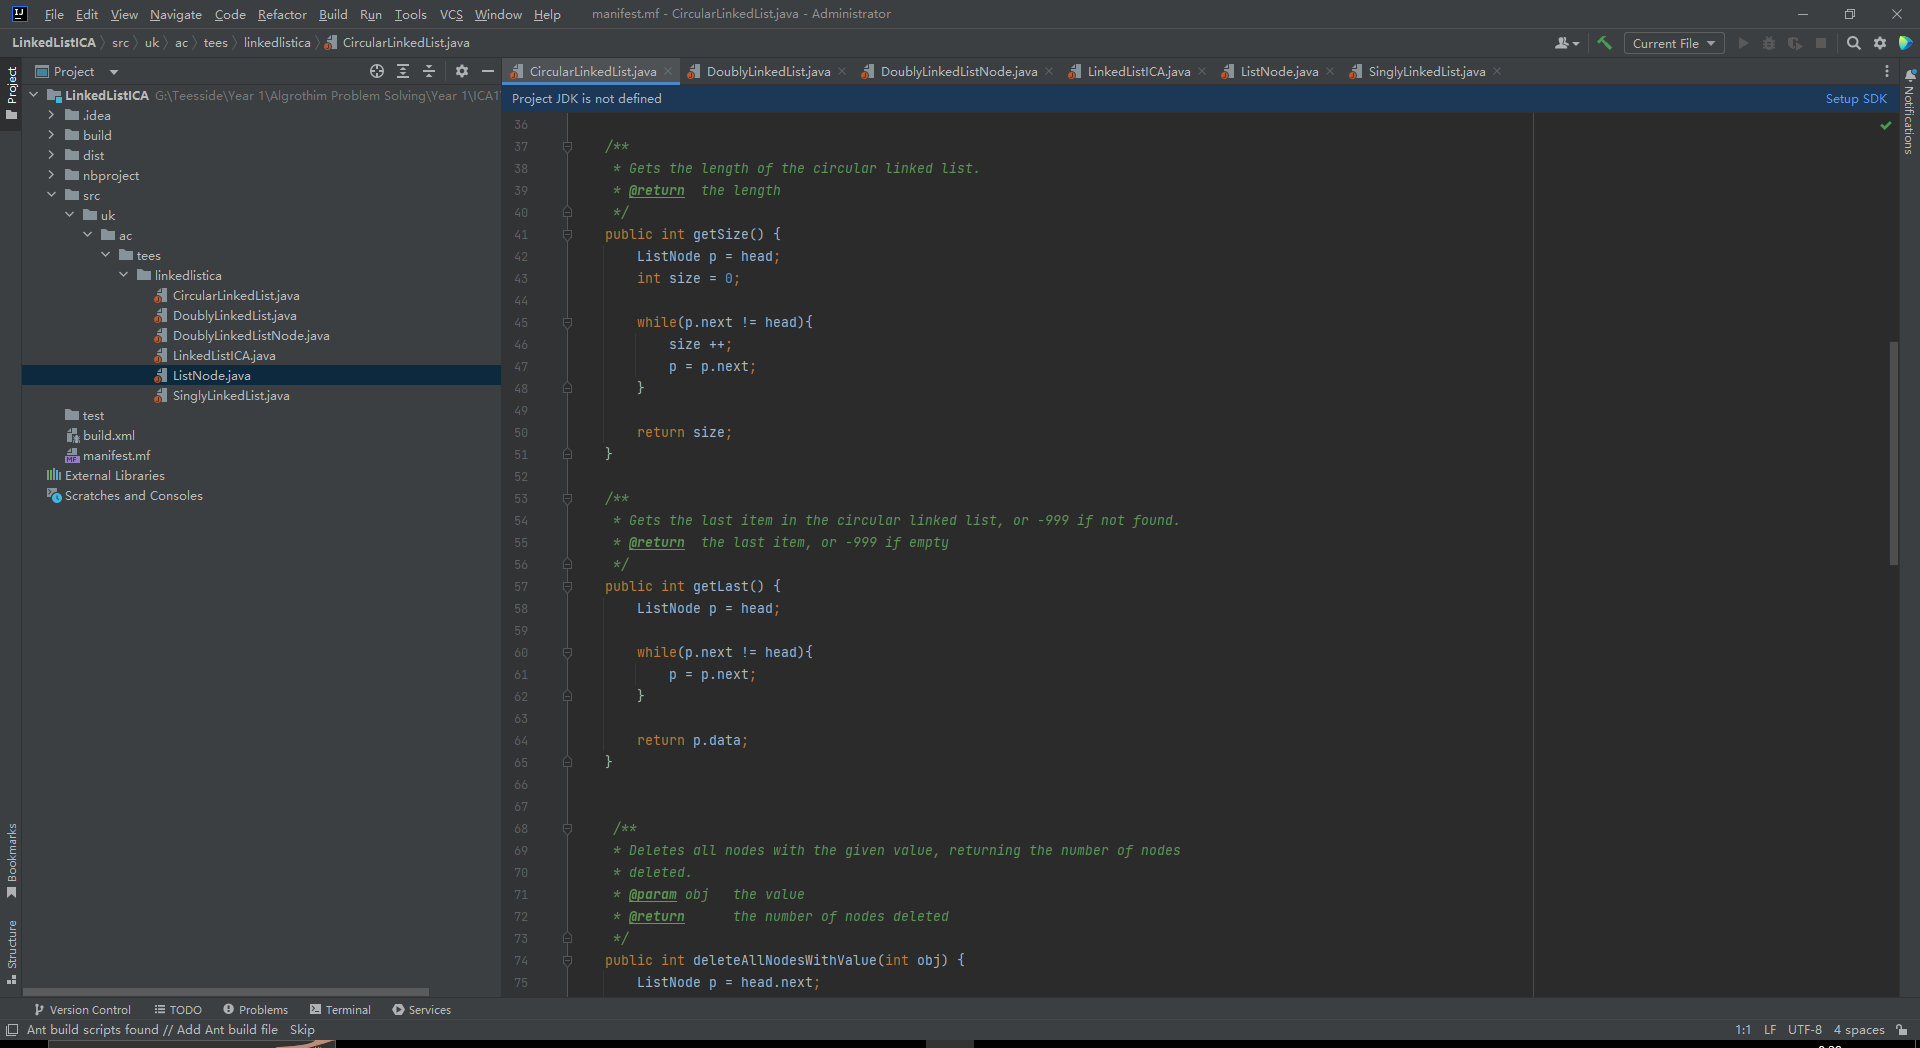 File Edit View Navigate Code Refactor Build Run Tools VCS Window Help manifest.mf - CircularLinkedList.java - Administrator
LinkedListICA src uk ac tees linkedlistica CircularLinkedList.java Current File
Project
CircularLinkedList.java DoublyLinkedList.java DoublyLinkedListNode.java LinkedListICA.java ListNode.java SinglyLinkedList.java
Project JDK is not defined Setup SDK
Project
Bookmarks
Structure
Notifications
LinkedListICA G:\Teesside\Year 1\Algrothim Problem Solving\Year 1\ICA1
.idea
build
dist
nbproject
src
uk
ac
tees
linkedlistica
CircularLinkedList.java
DoublyLinkedList.java
DoublyLinkedListNode.java
LinkedListICA.java
ListNode.java
SinglyLinkedList.java
test
build.xml
manifest.mf
External Libraries
Scratches and Consoles
36
37 /**
38 * Gets the length of the circular linked list.
39 * @return the length
40 */
41 public int getSize() {
42 ListNode p = head;
43 int size = 0;
44
45 while(p.next != head){
46 size ++;
47 p = p.next;
48 }
49
50 return size;
51 }
52
53 /**
54 * Gets the last item in the circular linked list, or -999 if not found.
55 * @return the last item, or -999 if empty
56 */
57 public int getLast() {
58 ListNode p = head;
59
60 while(p.next != head){
61 p = p.next;
62 }
63
64 return p.data;
65 }
66
67
68 /**
69 * Deletes all nodes with the given value, returning the number of nodes
70 * deleted.
71 * @param obj the value
72 * @return the number of nodes deleted
73 */
74 public int deleteAllNodesWithValue(int obj) {
75 ListNode p = head.next;
Version Control TODO Problems Terminal Services
Ant build scripts found // Add Ant build file Skip 1:1 LF UTF-8 4 spaces